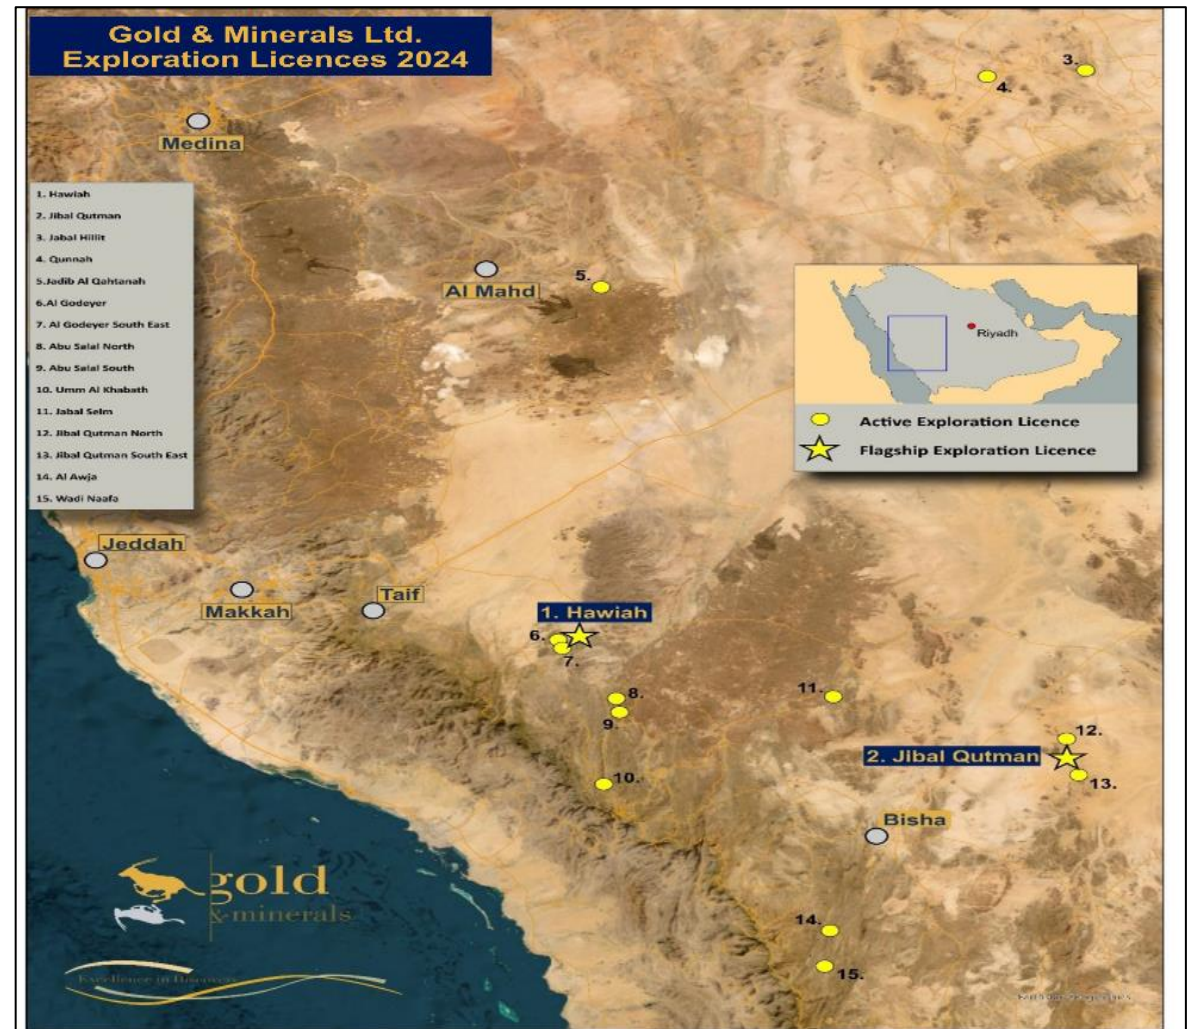 Gold & Minerals Ltd.
Exploration Licences 2024
3.
4.
Medina
1. Hawiah
2. Jibal Qutman
3. Jabal Hillit
4. Qunnah
5.Jadib Al Qahtanah
6.Al Godeyer
7. Al Godeyer South East
8. Abu Salal North
9. Abu Salal South
10. Umm Al Khabath
11. Jabal Selm
12. Jibal Qutman North
13. Jibal Qutman South East
14. Al Awja
15. Wadi Naafa
5.
Al Mahd
Riyadh
Active Exploration Licence
Flagship Exploration Licence
Jeddah
Makkah
Taif
1. Hawiah
6.
7.
8.
9.
10.
11.
12.
2. Jibal Qutman
13.
Bisha
14.
15.
gold
& minerals
Excellence in Discovery